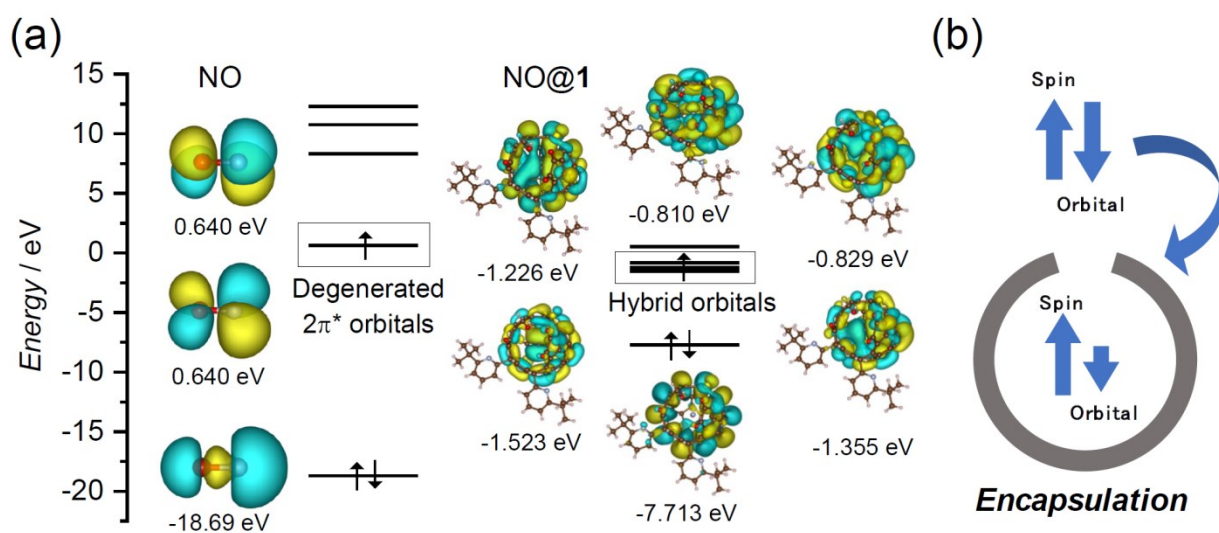 (a)
Energy / eV
15
10
5
0
-5
-10
-15
-20
NO
0.640 eV
0.640 eV
-18.69 eV
Degenerated
2π* orbitals
NO@1
-1.226 eV
-1.523 eV
-0.810 eV
Hybrid orbitals
-7.713 eV
-0.829 eV
-1.355 eV
(b)
Spin
Orbital
Spin
Orbital
Encapsulation